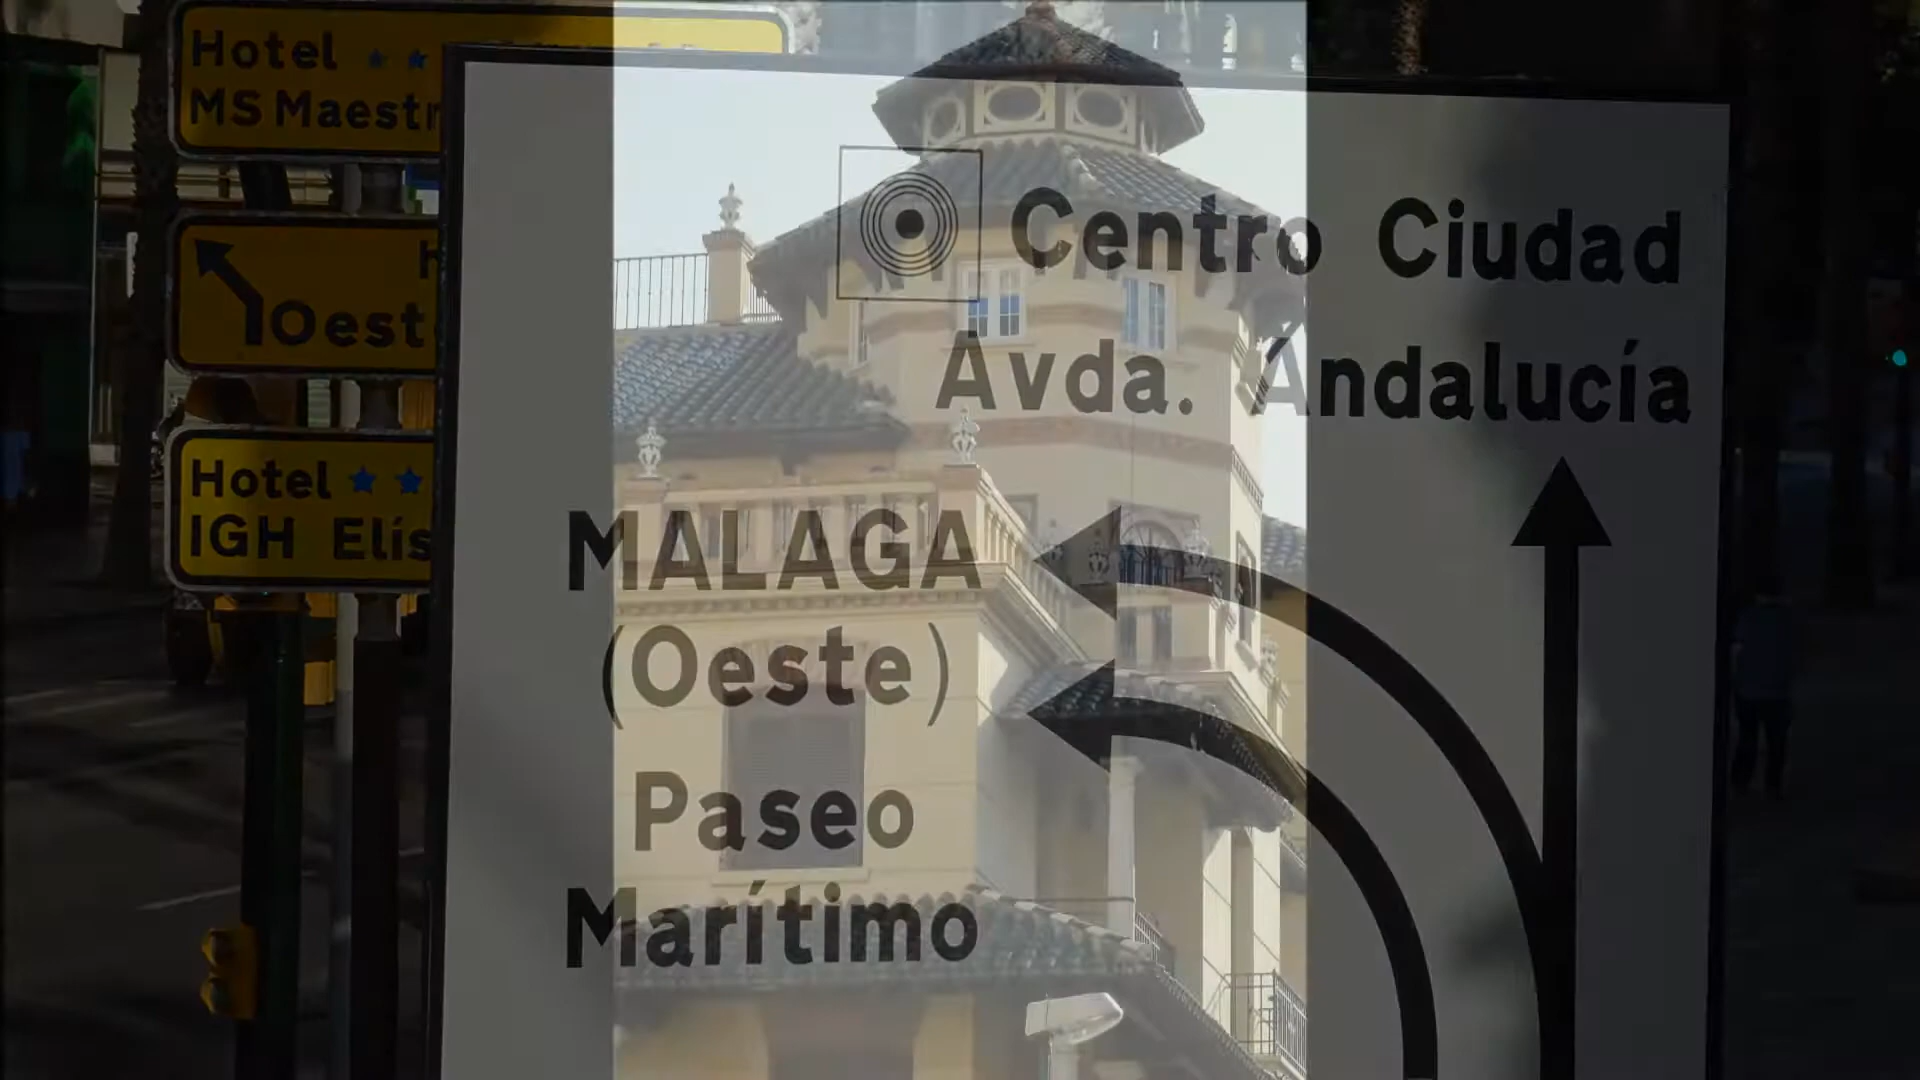 Hotel
MS Maestr
Oest
Hotel
IGH Elís
Centro Ciudad
Avda. Andalucía
MALAGA
(Oeste)
Paseo
Marítimo